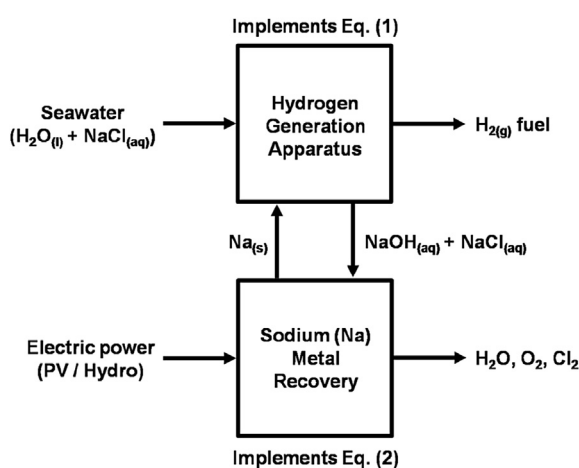 Implements Eq. (1)
Seawater
(H₂O₍ₗ₎ + NaCl₍aq₎)
Hydrogen
Generation
Apparatus
H₂₍g₎ fuel
Na₍s₎
NaOH₍aq₎ + NaCl₍aq₎
Electric power
(PV / Hydro)
Sodium (Na)
Metal
Recovery
H₂O, O₂, Cl₂
Implements Eq. (2)